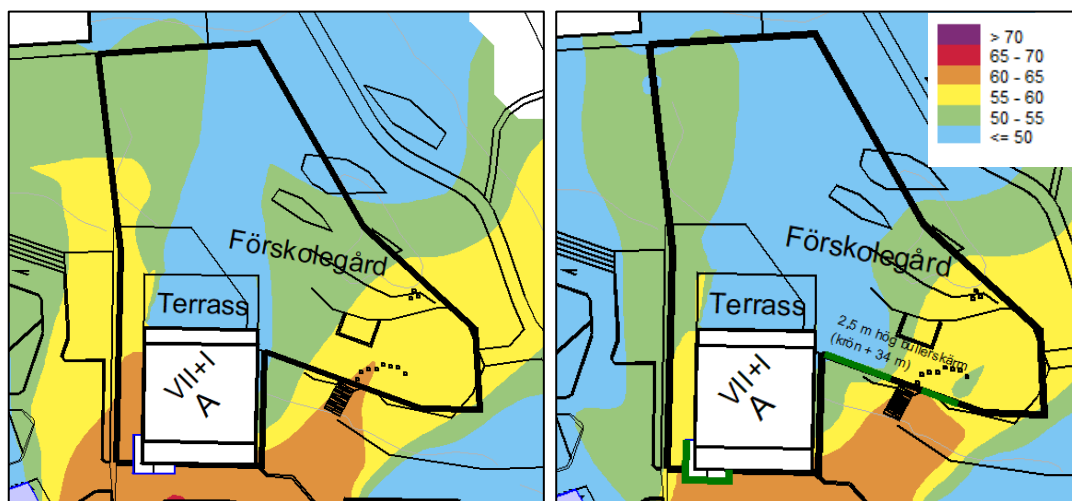 Förskolegård
Terrass
VII+I
A
> 70
65 - 70
60 - 65
55 - 60
50 - 55
<= 50
Förskolegård
Terrass
2,5 m hög bullerskärm
(krön + 34 m)
VII+I
A